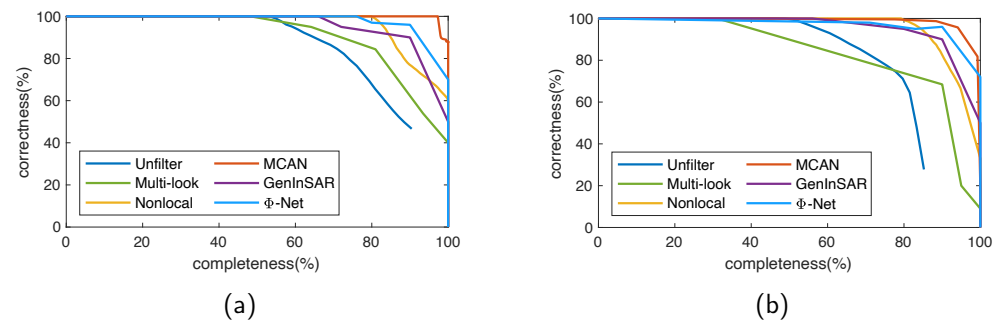 correctness(%)
100
80
60
40
20
0
Unfilter
Multi-look
Nonlocal
MCAN
GenInSAR
Φ-Net
0 20 40 60 80 100
completeness(%)
(a)
correctness(%)
100
80
60
40
20
0
Unfilter
Multi-look
Nonlocal
MCAN
GenInSAR
Φ-Net
0 20 40 60 80 100
completeness(%)
(b)